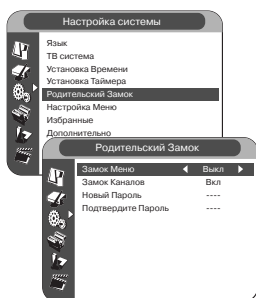 Настройка системы
Язык
ТВ система
Установка Времени
Установка Таймера
Родительский Замок
Настройка Меню
Избранные
Дополнительно
Родительский Замок
Замок Меню ◀ Выкл ▶
Замок Каналов Вкл
Новый Пароль ----
Подтвердите Пароль ----